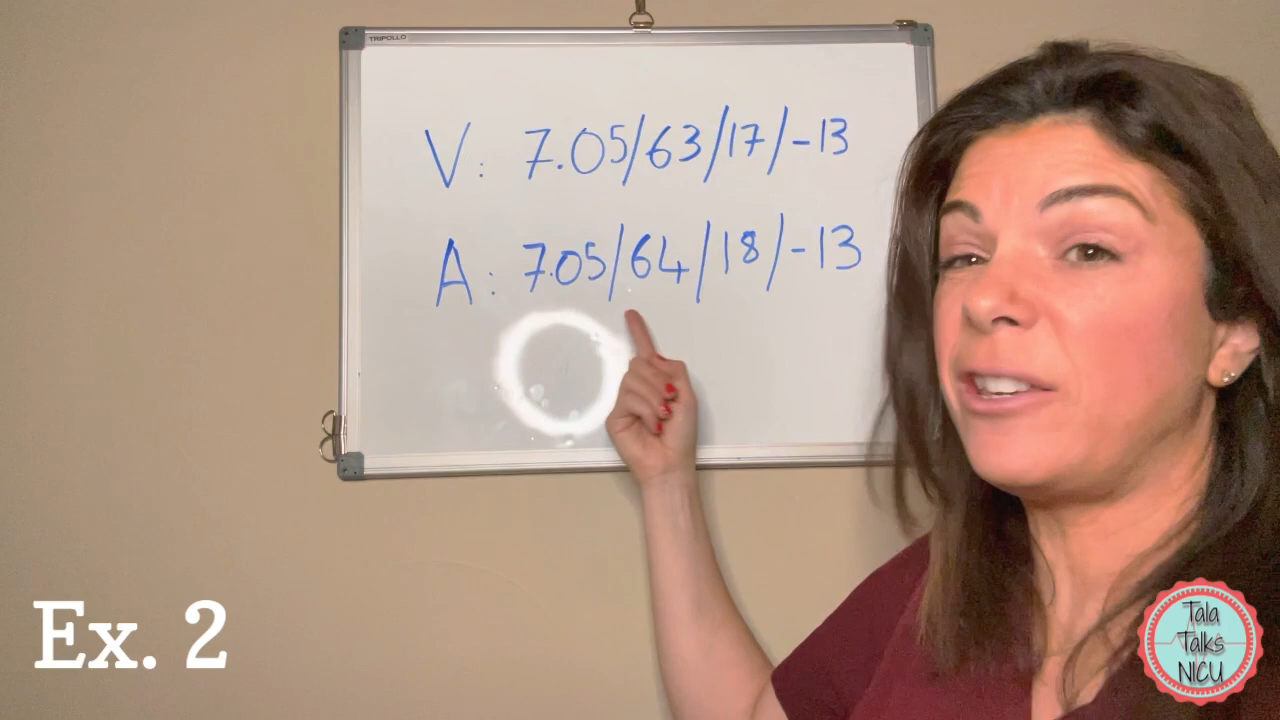 TRIPOLLO
V: 7.05/63/17/-13
A: 7.05/64/18/-13
Ex. 2
Tala
Talks
NICU